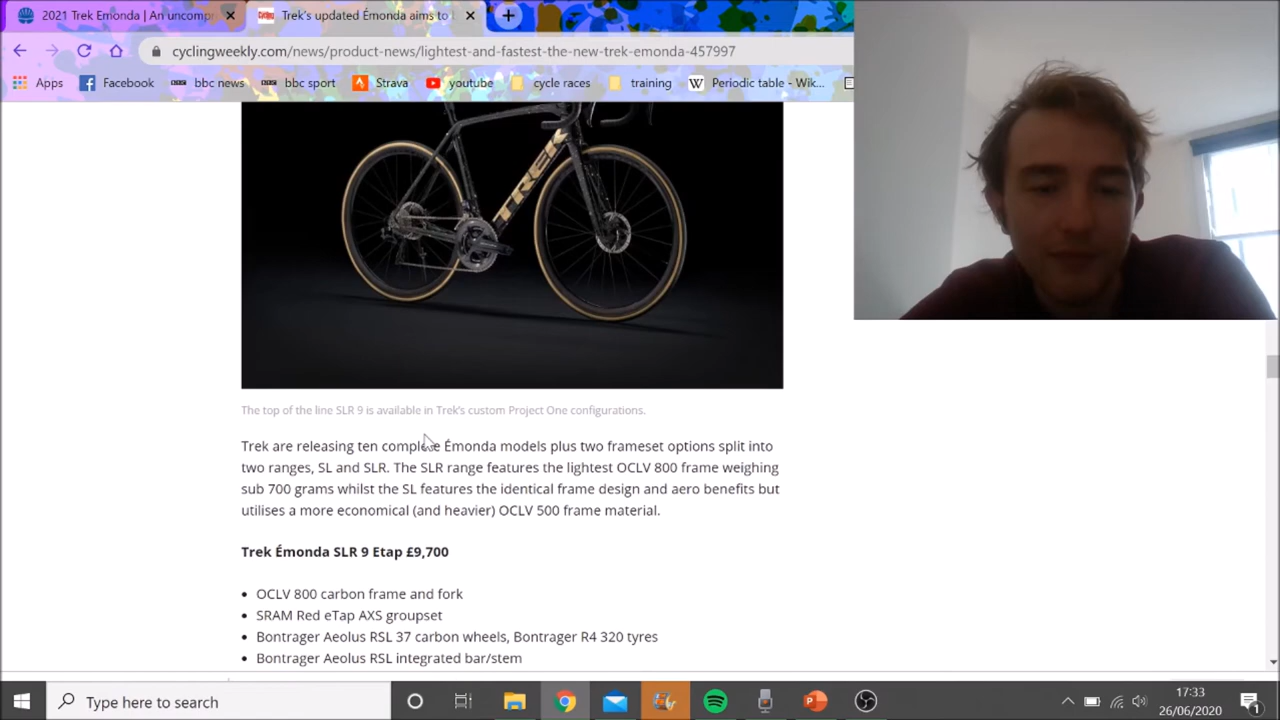 2021 Trek Emonda | An uncomp
Cycling
Trek's updated Émonda aims to b
cyclingweekly.com/news/product-news/lightest-and-fastest-the-new-trek-emonda-457997
Apps
Facebook
BBC
bbc news
BBC
bbc sport
Strava
youtube
cycle races
training
W
Periodic table - Wik...
TREK
The top of the line SLR 9 is available in Trek's custom Project One configurations.
Trek are releasing ten complete Émonda models plus two frameset options split into
two ranges, SL and SLR. The SLR range features the lightest OCLV 800 frame weighing
sub 700 grams whilst the SL features the identical frame design and aero benefits but
utilises a more economical (and heavier) OCLV 500 frame material.
Trek Émonda SLR 9 Etap £9,700
• OCLV 800 carbon frame and fork
• SRAM Red eTap AXS groupset
• Bontrager Aeolus RSL 37 carbon wheels, Bontrager R4 320 tyres
• Bontrager Aeolus RSL integrated bar/stem
Type here to search
17:33
26/06/2020
1